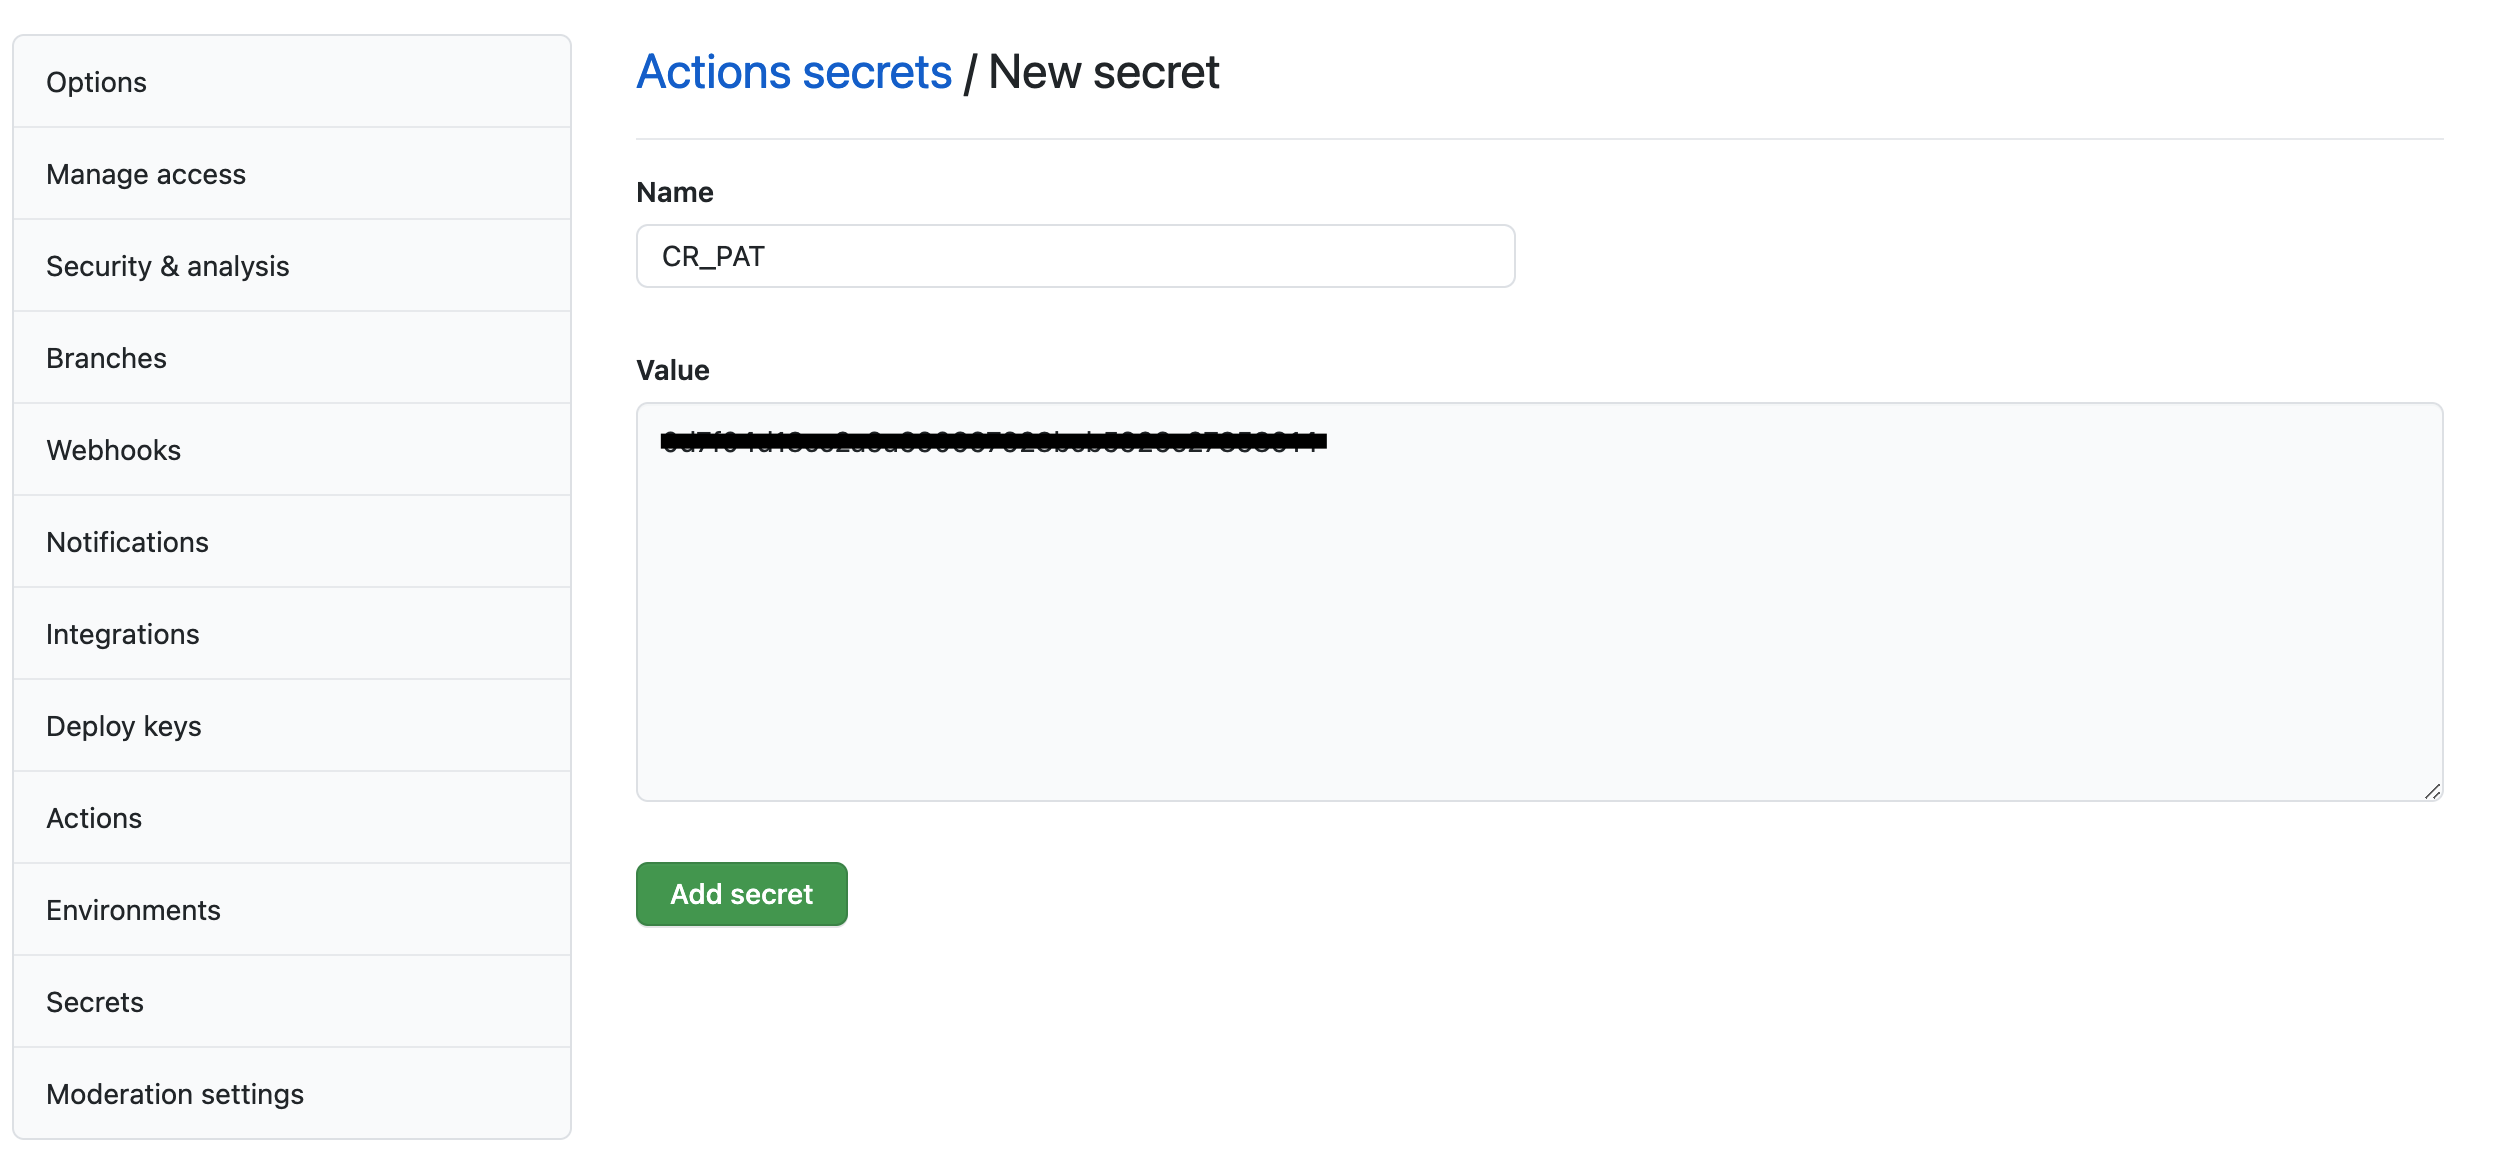 Options
Manage access
Security & analysis
Branches
Webhooks
Notifications
Integrations
Deploy keys
Actions
Environments
Secrets
Moderation settings
Actions secrets / New secret
Name
CR_PAT
Value
Add secret